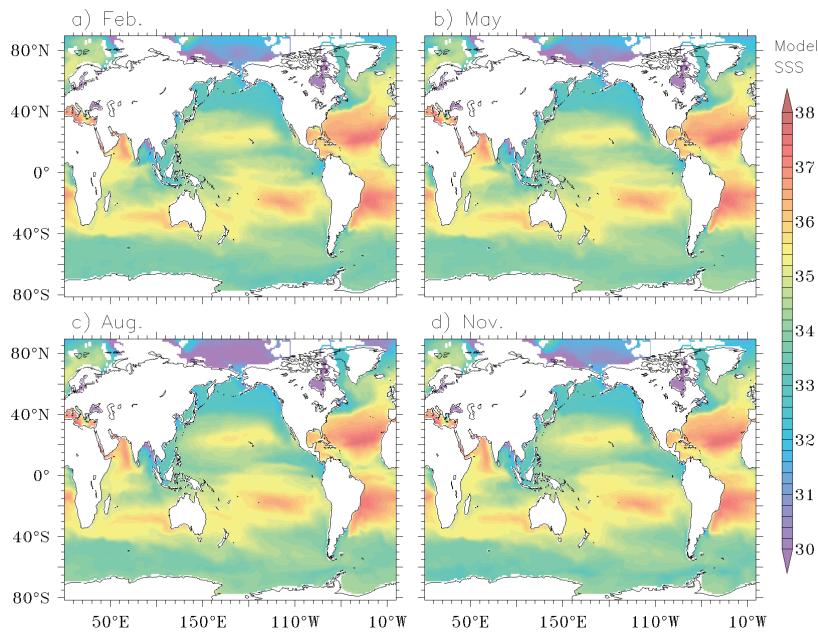 a) Feb.
b) May
Model
SSS
80°N
40°N
0°
40°S
80°S
38
37
36
35
34
33
32
31
30
c) Aug.
d) Nov.
80°N
40°N
0°
40°S
80°S
50°E 150°E 110°W 10°W 50°E 150°E 110°W 10°W